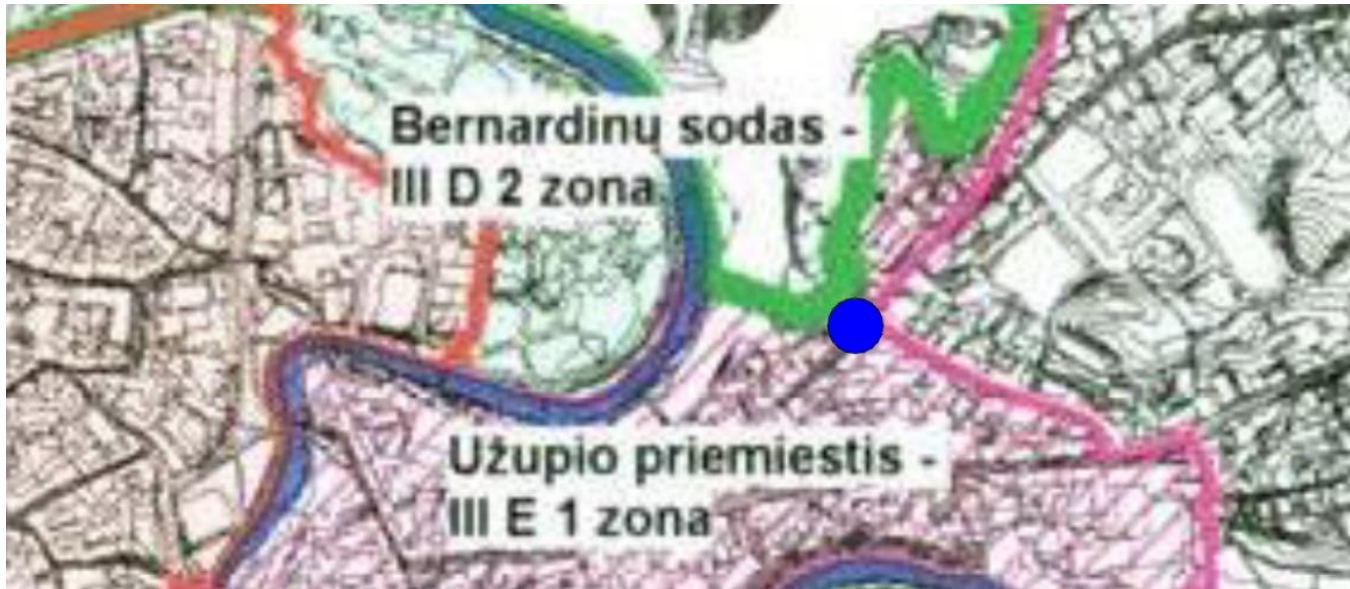 Bernardinų sodas -
III D 2 zona
Užupio priemiestis -
III E 1 zona